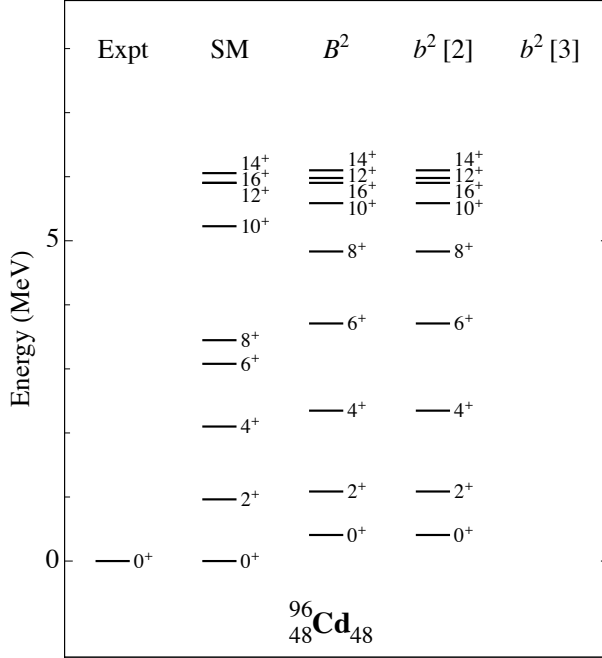 Expt SM B² b² [2] b² [3]
14⁺ 14⁺ 14⁺
16⁺ 12⁺ 12⁺
12⁺ 16⁺ 16⁺
10⁺ 10⁺ 10⁺
5
8⁺ 8⁺
8⁺
6⁺ 6⁺
6⁺
4⁺ 4⁺
4⁺
2⁺ 2⁺
2⁺
0⁺ 0⁺
0 0⁺ 0⁺
Energy (MeV)
⁹⁶₄₈Cd₄₈